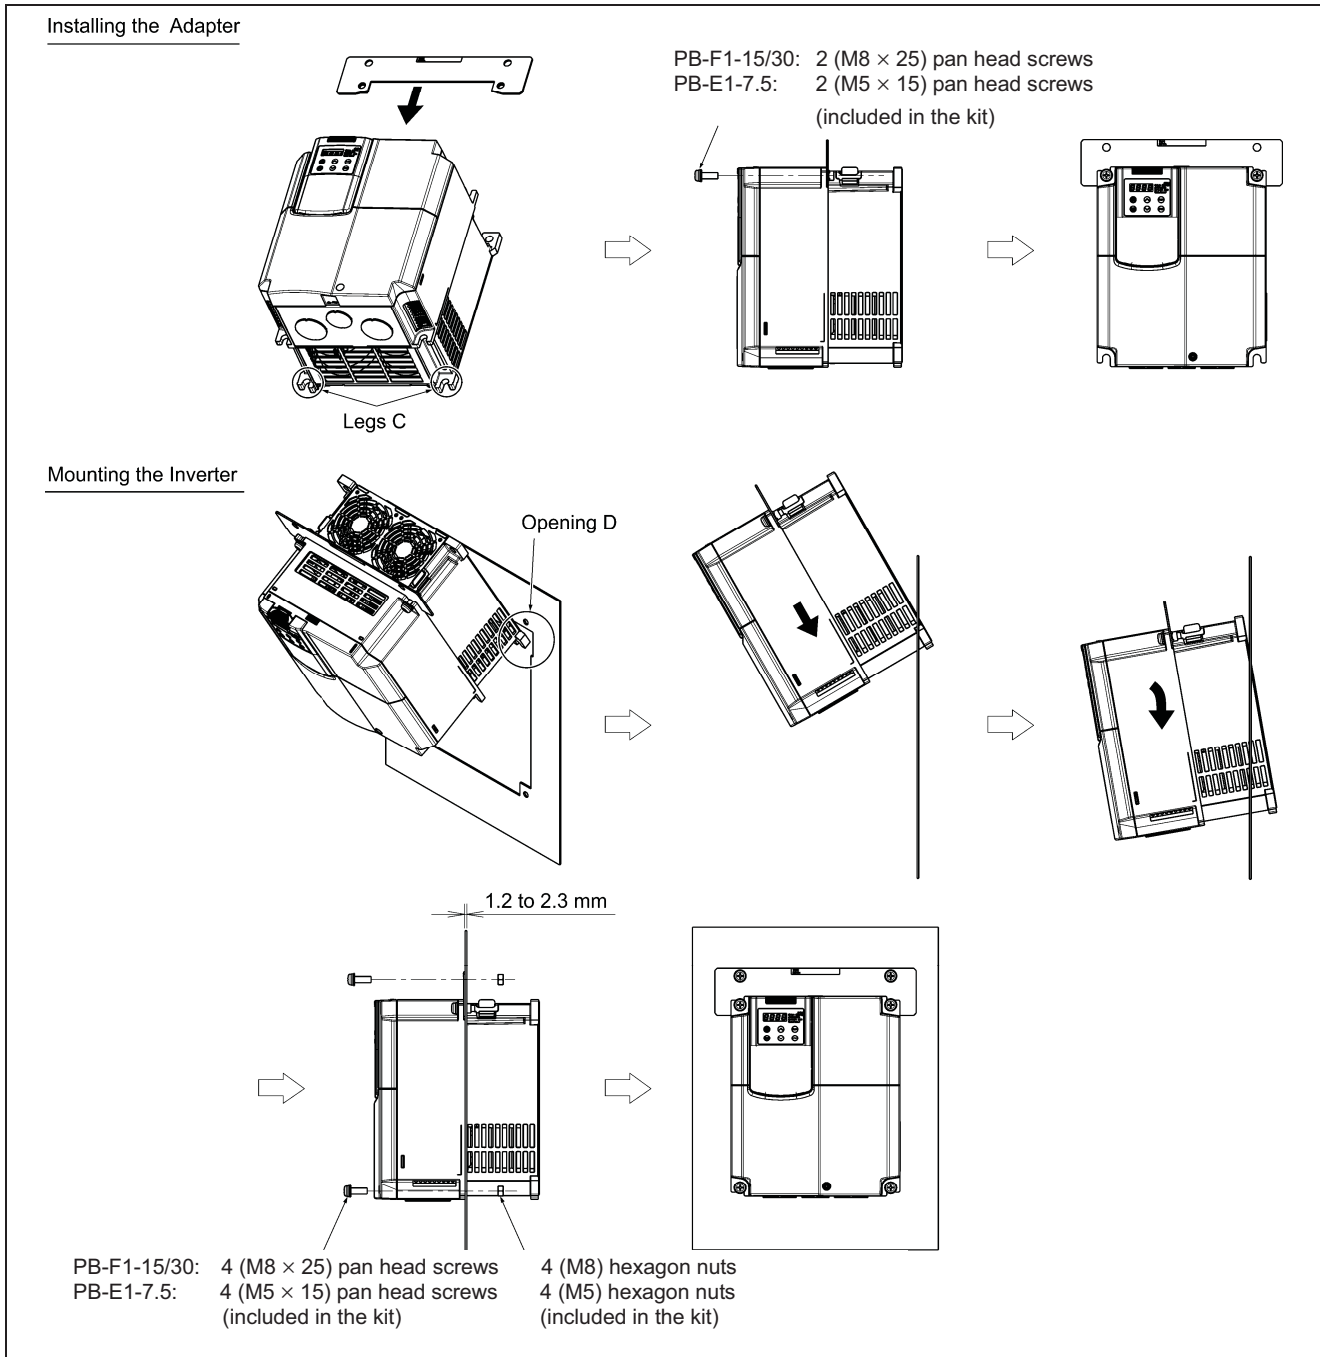 Installing the Adapter
PB-F1-15/30: 2 (M8 × 25) pan head screws
PB-E1-7.5: 2 (M5 × 15) pan head screws
(included in the kit)
Legs C
Mounting the Inverter
Opening D
1.2 to 2.3 mm
PB-F1-15/30: 4 (M8 × 25) pan head screws 4 (M8) hexagon nuts
PB-E1-7.5: 4 (M5 × 15) pan head screws 4 (M5) hexagon nuts
(included in the kit) (included in the kit)